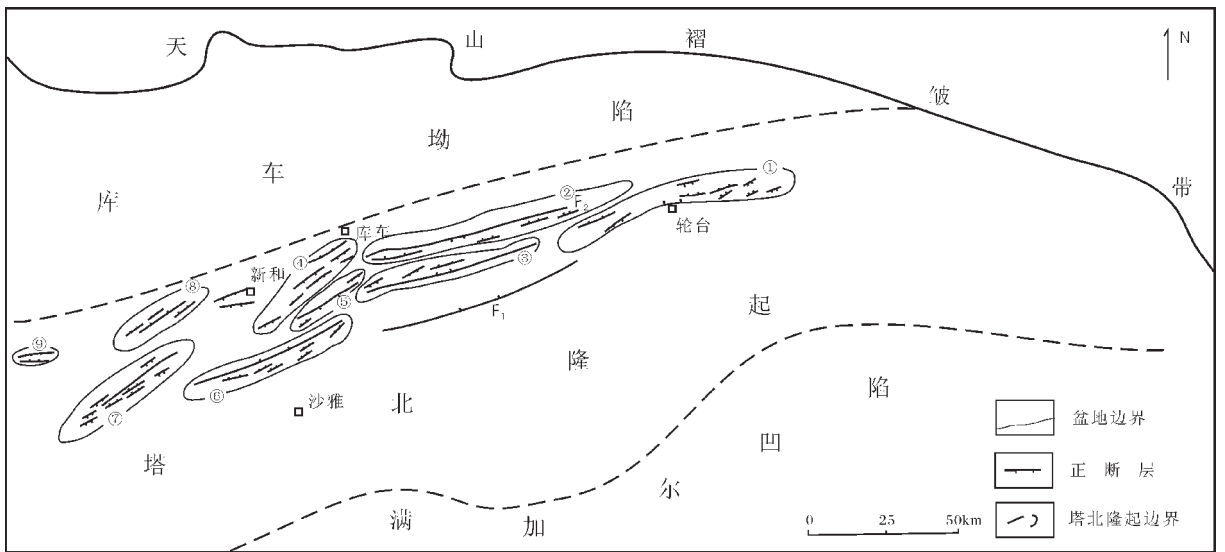 天 山 褶 皱 带
N
库 车 坳 陷
①
②
F₂
轮台
库车
③
④
新和
⑤
⑧
F₁
⑨
⑥
⑦
沙雅
塔 北 隆 起
满 加 尔 凹 陷
盆地边界
正 断 层
塔北隆起边界
0 25 50km